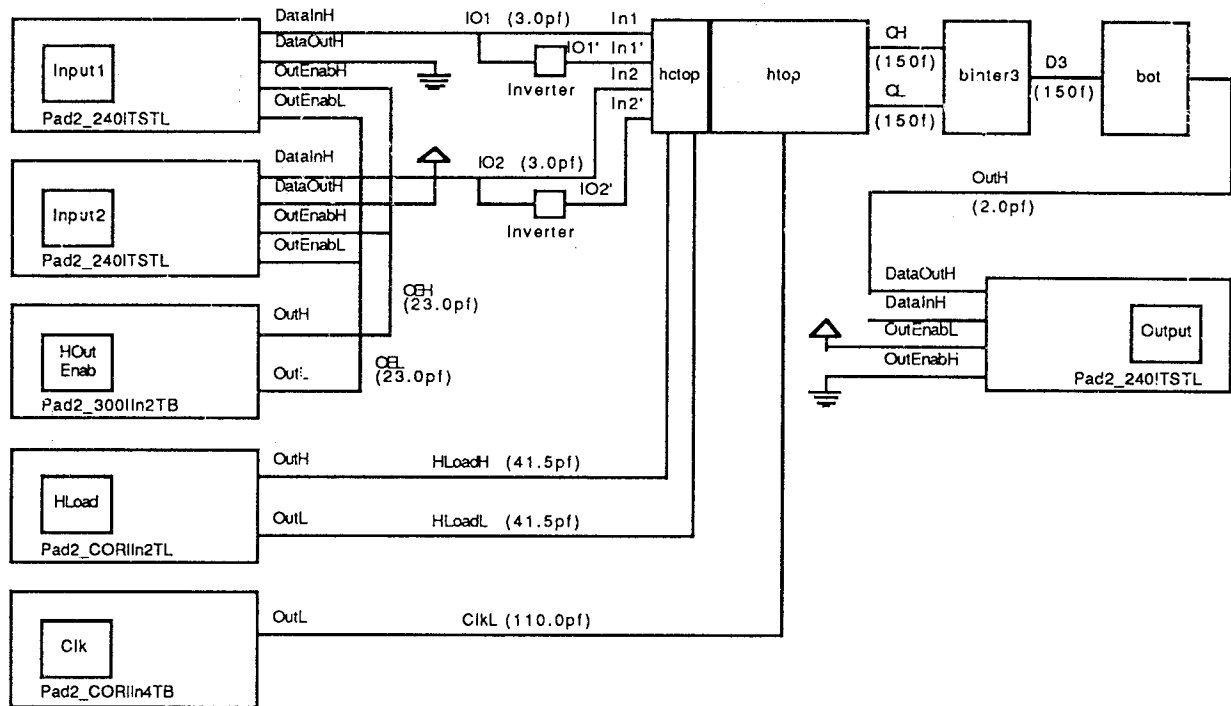 DataInH
IO1 (3.0pf)
In1
DataOutH
IO1'
In1'
Input1
OutEnabH
In2
hctop
htop
QH
(150f)
binter3
D3
(150f)
bot
OutEnabL
Inverter
In2'
QL
(150f)
Pad2_240ITSTL
DataInH
IO2 (3.0pf)
DataOutH
IO2'
Input2
OutEnabH
Inverter
OutEnabL
Pad2_240ITSTL
OutH
(2.0pf)
OEH
(23.0pf)
OutH
HOut
Enab
OEL
(23.0pf)
OutL
Pad2_300IIn2TB
DataOutH
DataInH
OutEnabL
OutEnabH
Output
Pad2_240ITSTL
OutH
HLoadH (41.5pf)
HLoad
OutL
HLoadL (41.5pf)
Pad2_CORIIn2TL
OutL
ClkL (110.0pf)
Clk
Pad2_CORIIn4TB